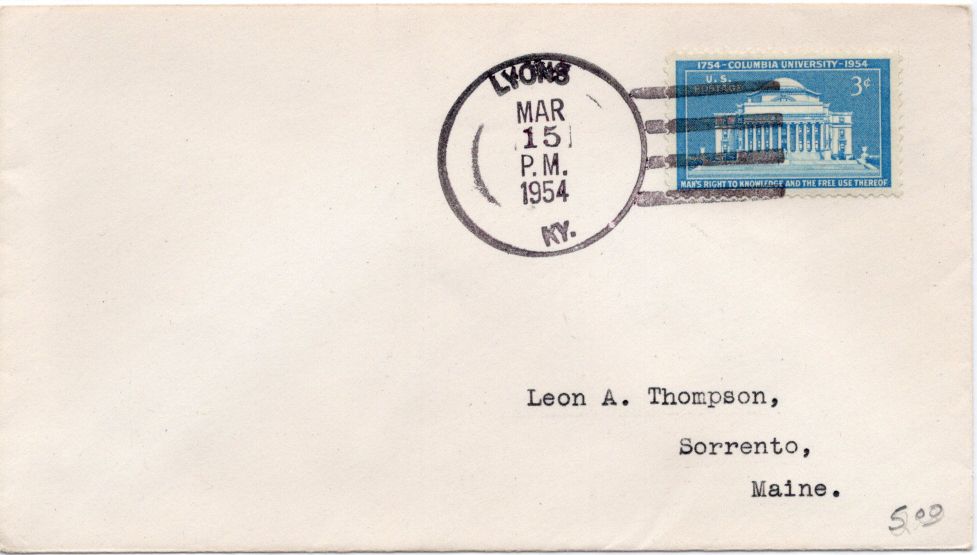 LYONS
MAR
15
P.M.
1954
KY.
1754-COLUMBIA UNIVERSITY-1954
U.S.
POSTAGE
3¢
MAN'S RIGHT TO KNOWLEDGE AND THE FREE USE THEREOF
Leon A. Thompson,
Sorrento,
Maine.
5.00